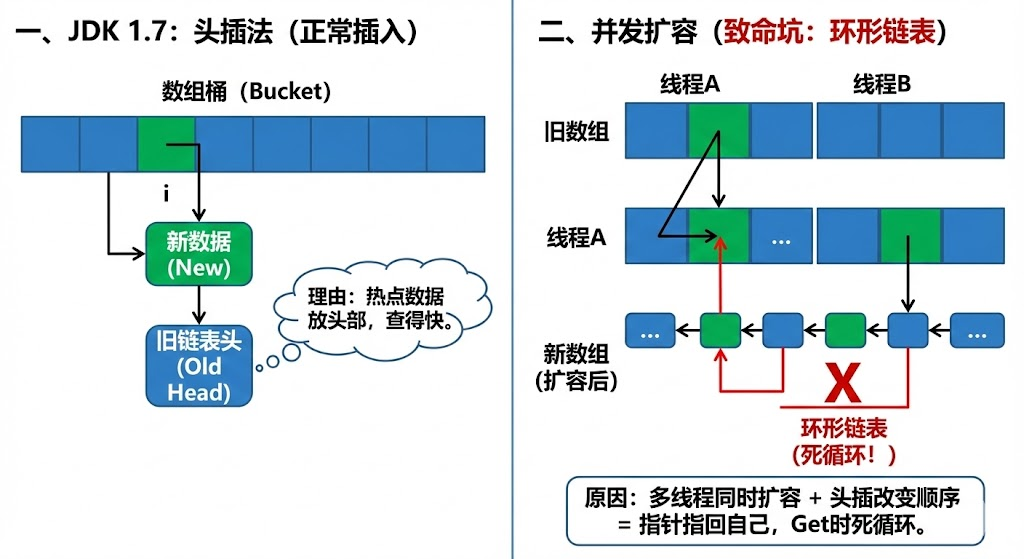 一、JDK 1.7：头插法（正常插入）
数组桶（Bucket）
i
新数据
(New)
旧链表头
(Old
Head)
理由：热点数据
放头部，查得快。
二、并发扩容（致命坑：环形链表）
线程A
线程B
旧数组
线程A
...
...
...
新数组
(扩容后)
X
环形链表
(死循环！)
原因：多线程同时扩容 + 头插改变顺序
= 指针指回自己，Get时死循环。